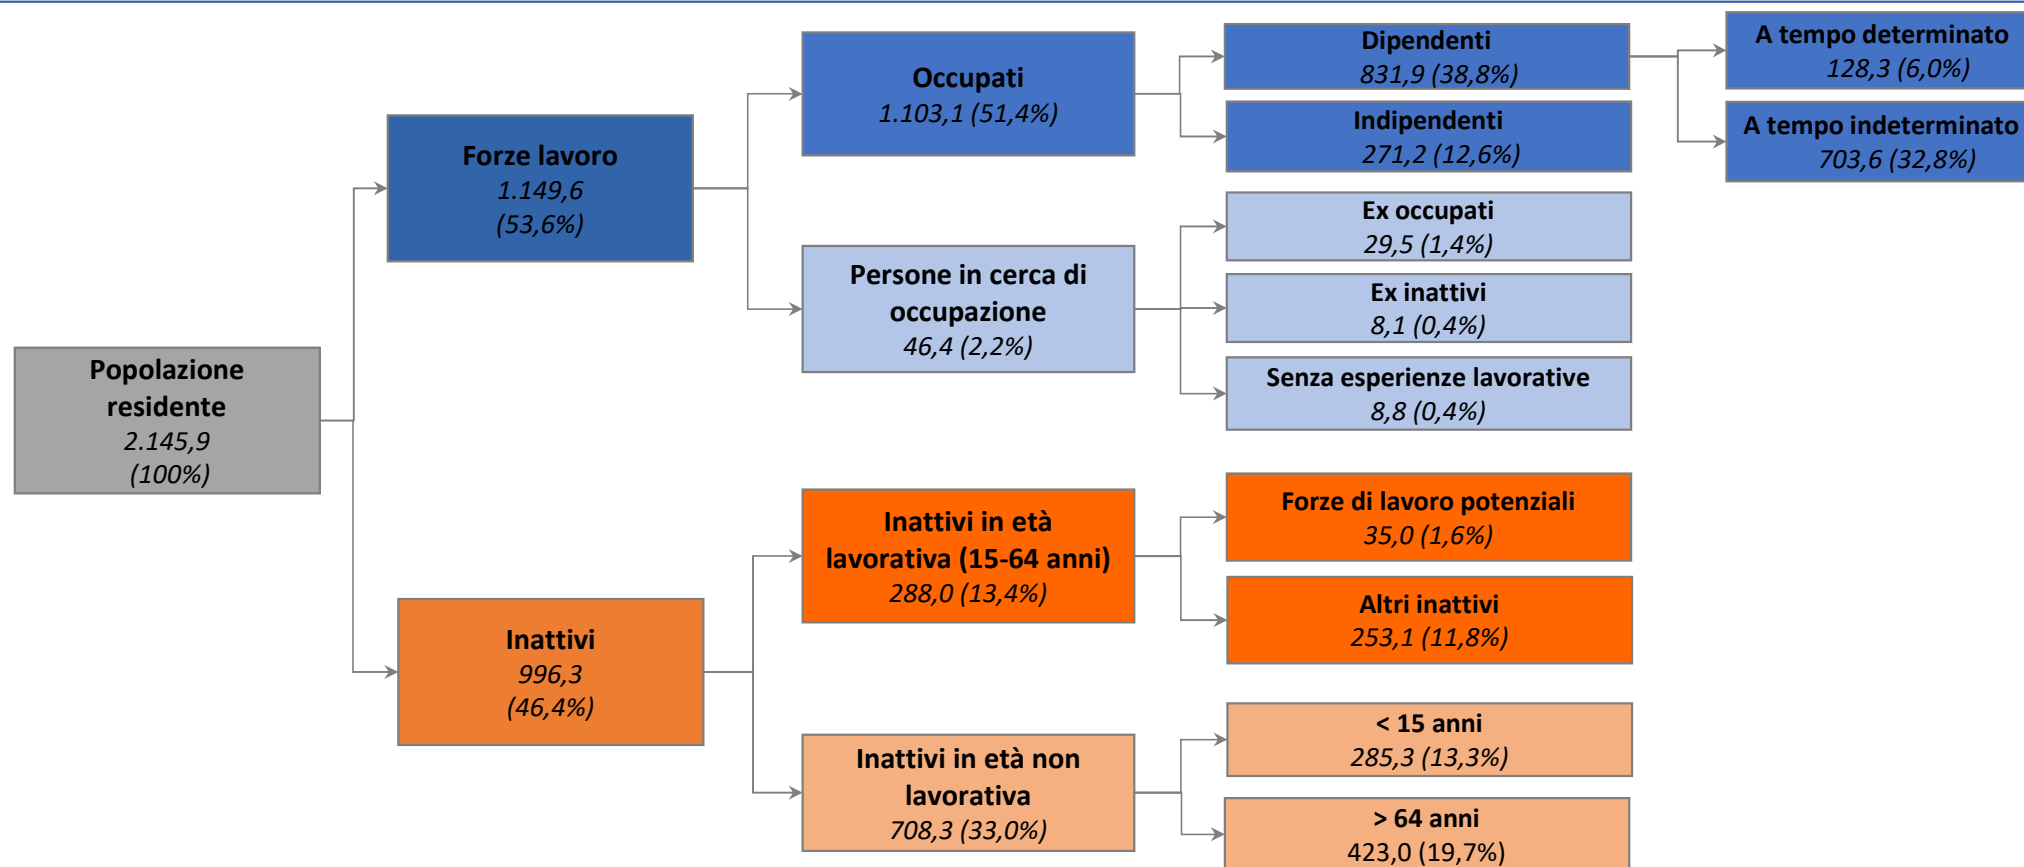 Popolazione
residente
2.145,9
(100%)
Forze lavoro
1.149,6
(53,6%)
Inattivi
996,3
(46,4%)
Occupati
1.103,1 (51,4%)
Persone in cerca di
occupazione
46,4 (2,2%)
Inattivi in età
lavorativa (15-64 anni)
288,0 (13,4%)
Inattivi in età non
lavorativa
708,3 (33,0%)
Dipendenti
831,9 (38,8%)
Indipendenti
271,2 (12,6%)
Ex occupati
29,5 (1,4%)
Ex inattivi
8,1 (0,4%)
Senza esperienze lavorative
8,8 (0,4%)
Forze di lavoro potenziali
35,0 (1,6%)
Altri inattivi
253,1 (11,8%)
< 15 anni
285,3 (13,3%)
> 64 anni
423,0 (19,7%)
A tempo determinato
128,3 (6,0%)
A tempo indeterminato
703,6 (32,8%)